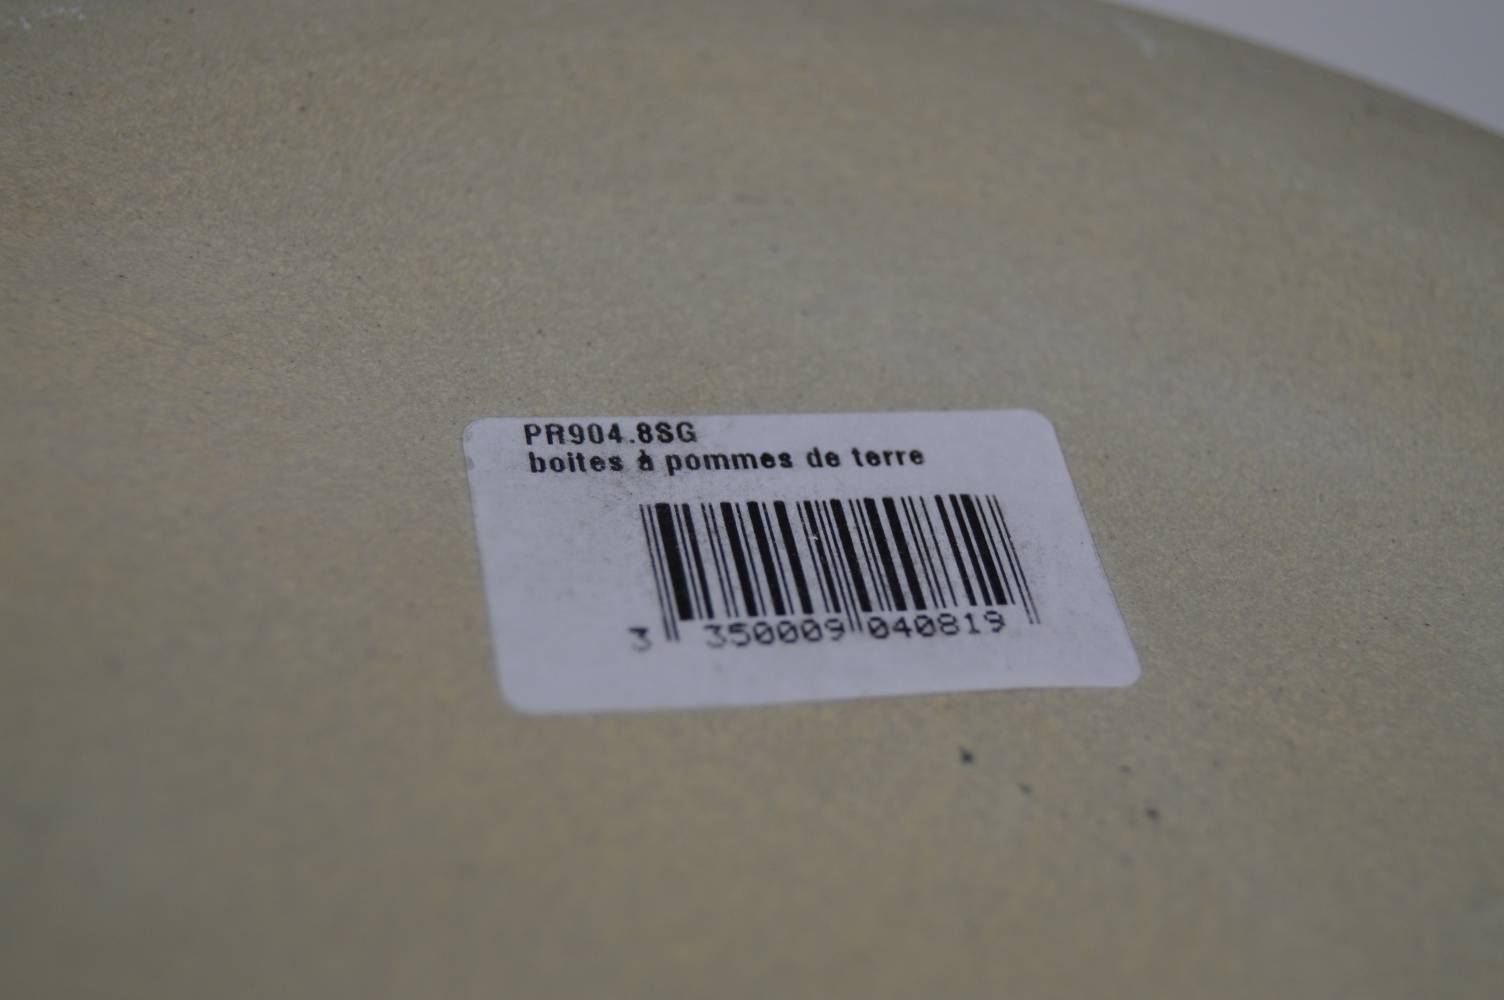 PR904.8SG
boites à pommes de terre
3 350009 040819